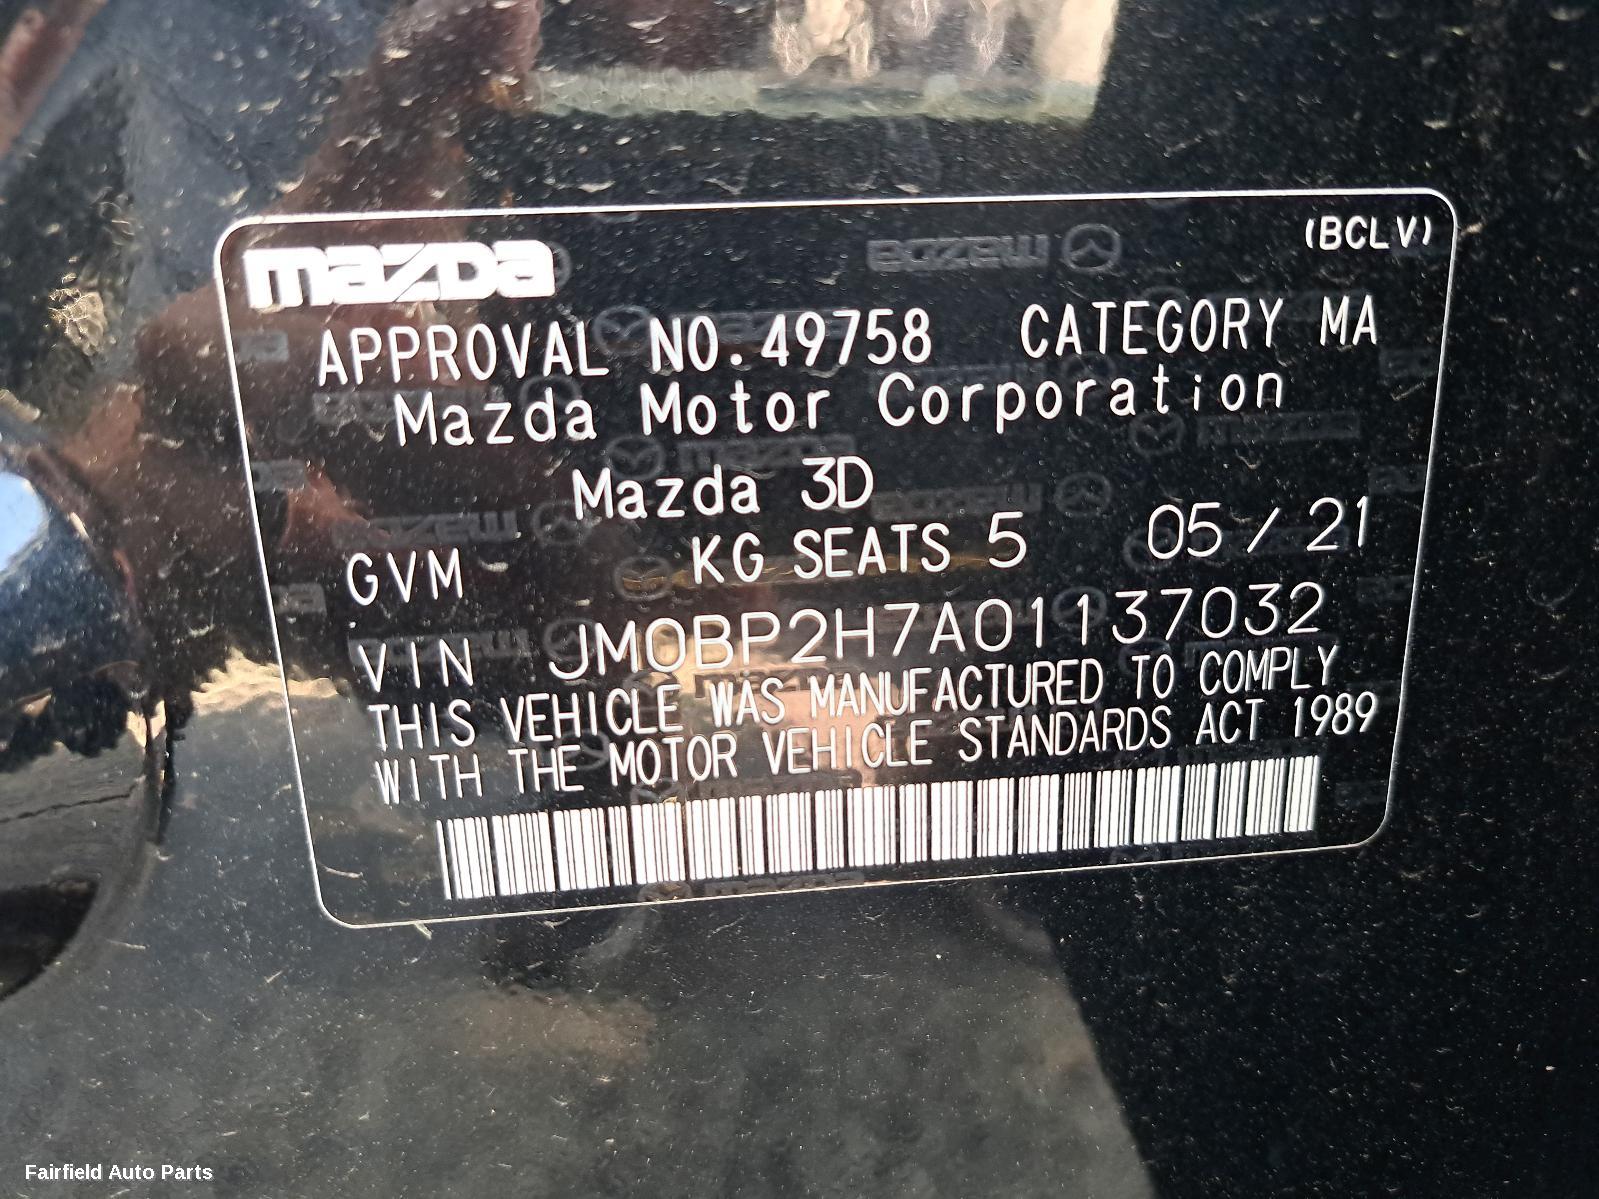 mazda
(BCLV)
APPROVAL NO. 49758 CATEGORY MA
Mazda Motor Corporation
Mazda 3D
GVM KG SEATS 5 05 / 21
VIN JM0BP2H7A01137032
THIS VEHICLE WAS MANUFACTURED TO COMPLY
WITH THE MOTOR VEHICLE STANDARDS ACT 1989
Fairfield Auto Parts